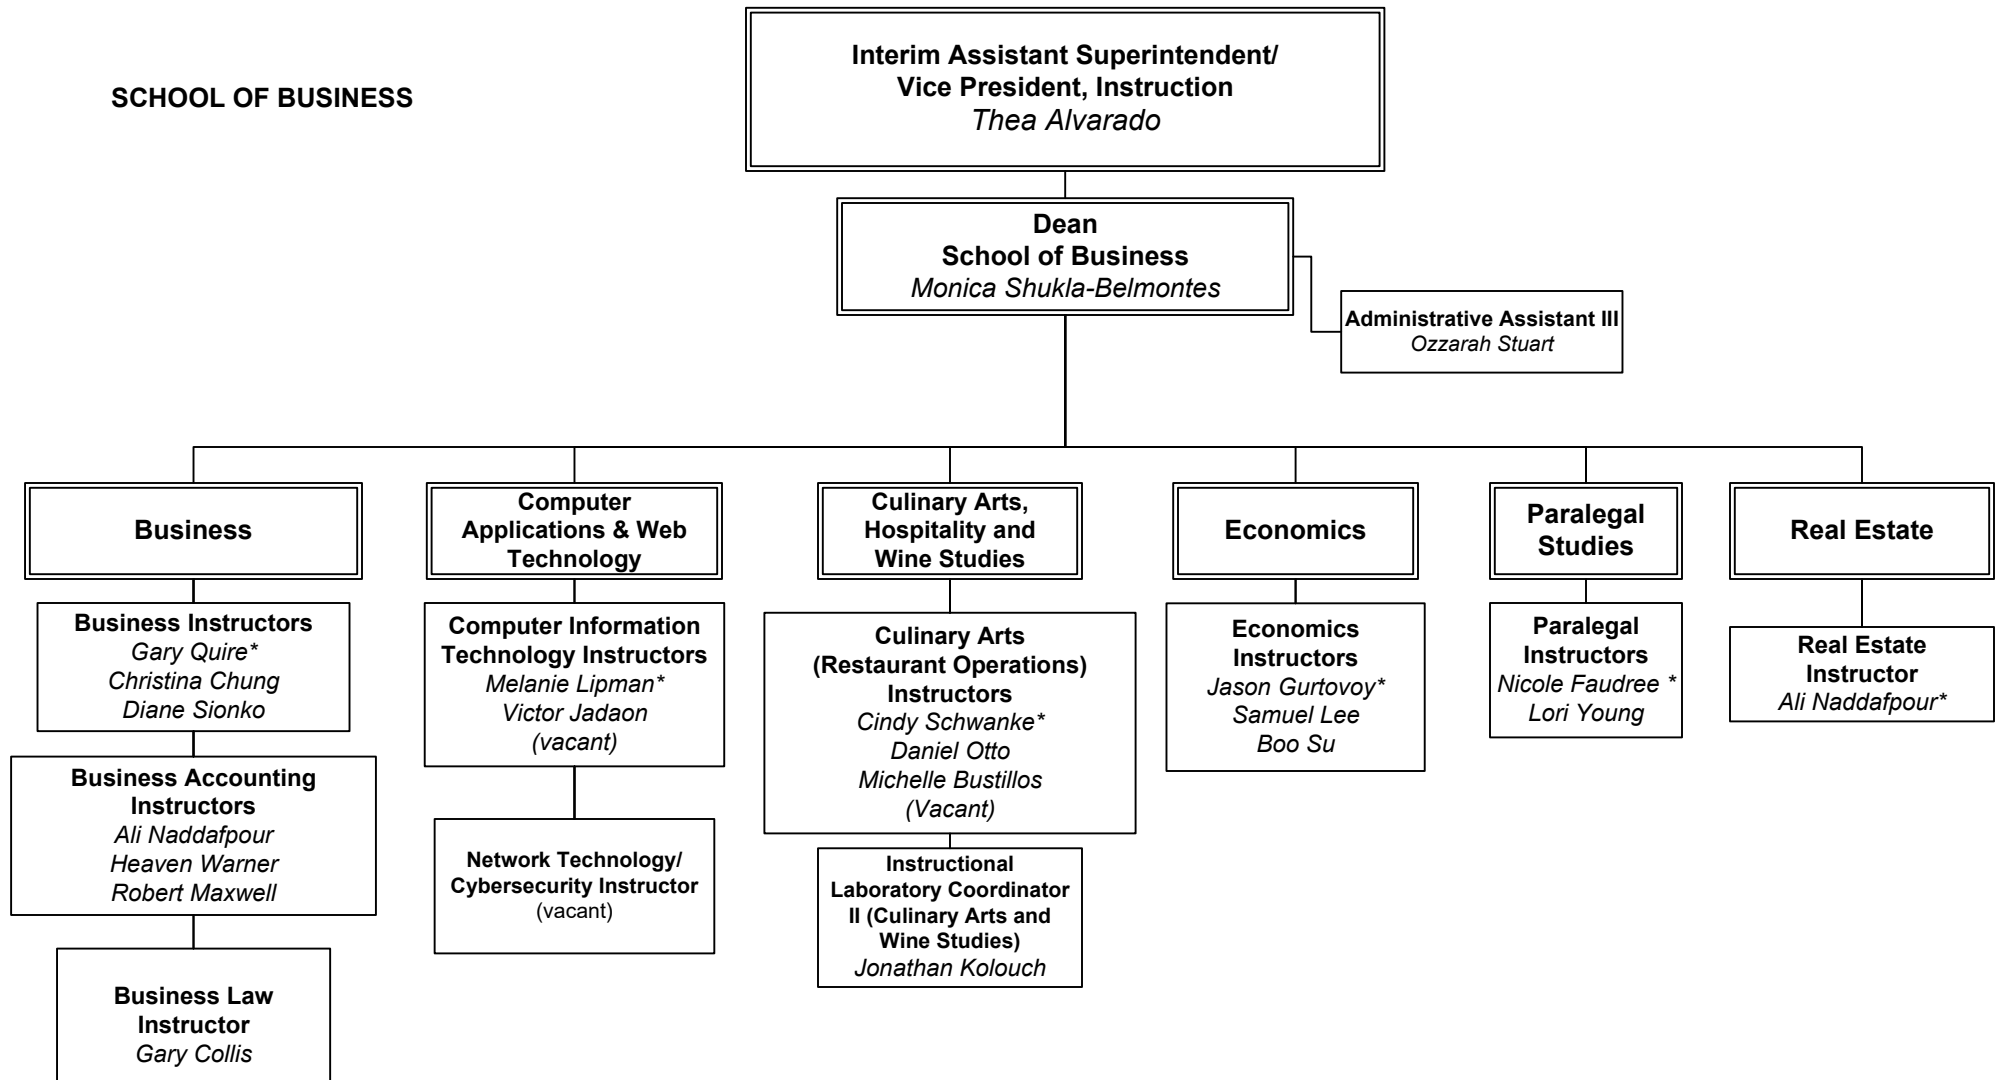 SCHOOL OF BUSINESS
Interim Assistant Superintendent/
Vice President, Instruction
Thea Alvarado
Dean
School of Business
Monica Shukla-Belmontes
Administrative Assistant III
Ozzarah Stuart
Business
Business Instructors
Gary Quire*
Christina Chung
Diane Sionko
Business Accounting
Instructors
Ali Naddafpour
Heaven Warner
Robert Maxwell
Business Law
Instructor
Gary Collis
Computer
Applications & Web
Technology
Computer Information
Technology Instructors
Melanie Lipman*
Victor Jadaon
(vacant)
Network Technology/
Cybersecurity Instructor
(vacant)
Culinary Arts,
Hospitality and
Wine Studies
Culinary Arts
(Restaurant Operations)
Instructors
Cindy Schwanke*
Daniel Otto
Michelle Bustillos
(Vacant)
Instructional
Laboratory Coordinator
II (Culinary Arts and
Wine Studies)
Jonathan Kolouch
Economics
Economics
Instructors
Jason Gurtovoy*
Samuel Lee
Boo Su
Paralegal
Studies
Paralegal
Instructors
Nicole Faudree *
Lori Young
Real Estate
Real Estate
Instructor
Ali Naddafpour*